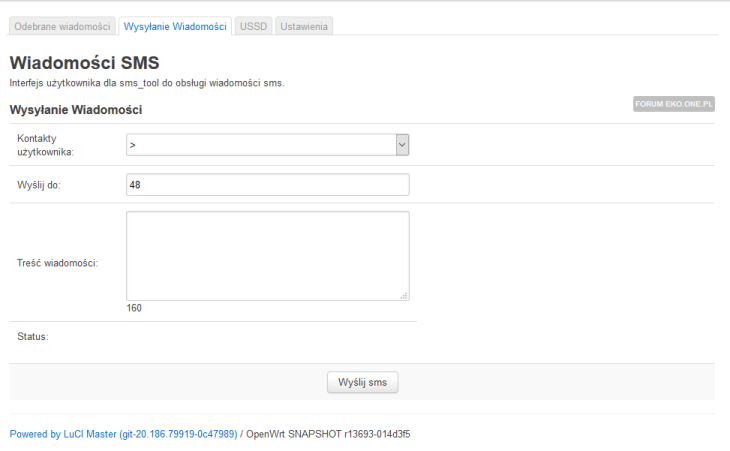 Odebrane wiadomości Wysyłanie Wiadomości USSD Ustawienia
Wiadomości SMS
Interfejs użytkownika dla sms_tool do obsługi wiadomości sms.
Wysyłanie Wiadomości
FORUM EKO.ONE.PL
Kontakty
użytkownika:
>
Wyślij do:
48
Treść wiadomości:
160
Status:
Wyślij sms
Powered by LuCI Master (git-20.186.79919-0c47989) / OpenWrt SNAPSHOT r13693-014d3f5